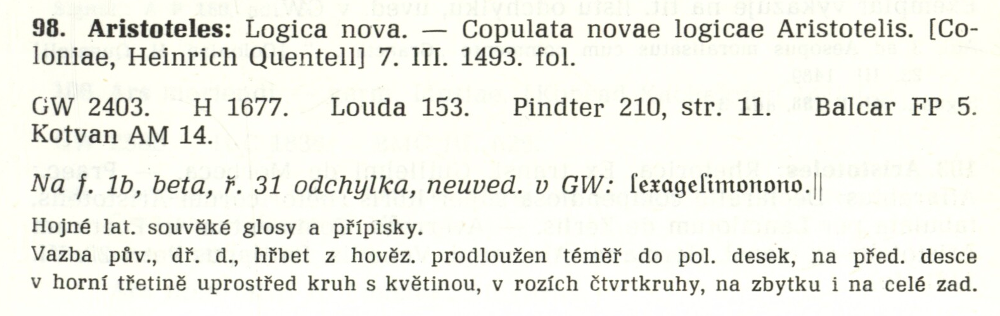 98. Aristoteles: Logica nova. — Copulata novae logicae Aristotelis. [Co-
loniae, Heinrich Quentell] 7. III. 1493. fol.
GW 2403. H 1677. Louda 153. Pindter 210, str. 11. Balcar FP 5.
Kotvan AM 14.
Na f. 1b, beta, ř. 31 odchylka, neuved. v GW: ſexageſimonono.||
Hojné lat. souvěké glosy a přípisky.
Vazba pův., dř. d., hřbet z hověz. prodloužen téměř do pol. desek, na před. desce
v horní třetině uprostřed kruh s květinou, v rozích čtvrtkruhy, na zbytku i na celé zad.